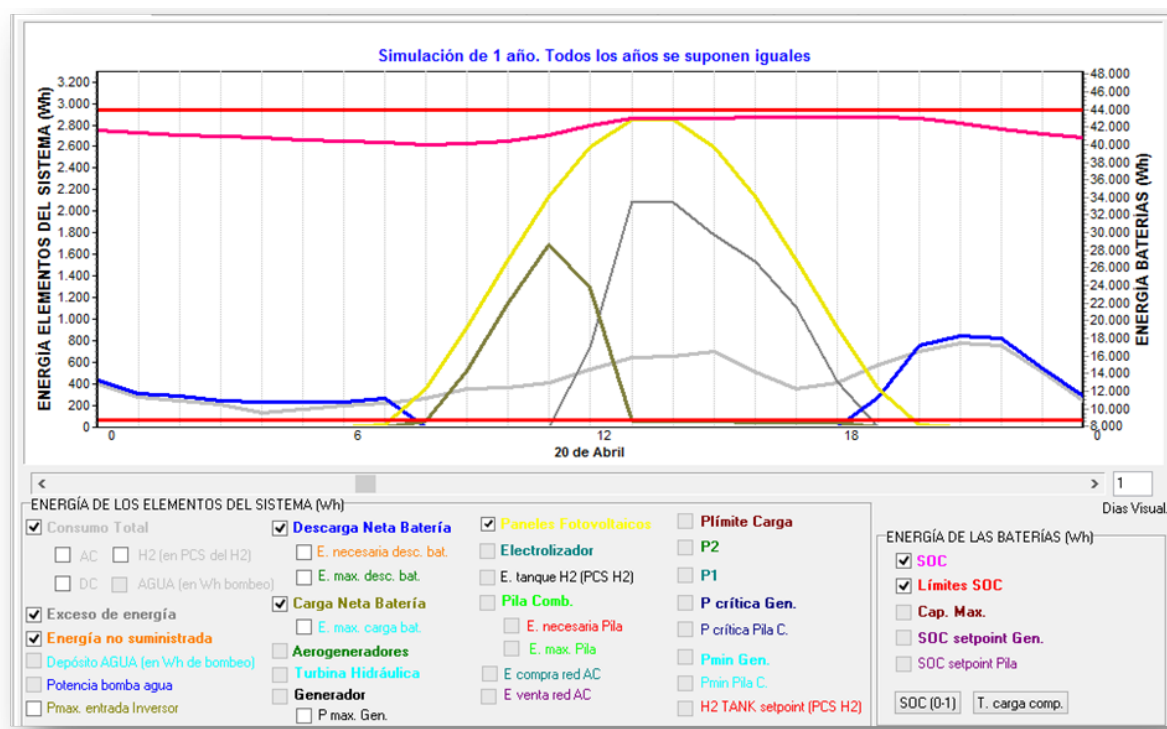 Simulación de 1 año. Todos los años se suponen iguales
ENERGÍA ELEMENTOS DEL SISTEMA (Wh)
3.200
3.000
2.800
2.600
2.400
2.200
2.000
1.800
1.600
1.400
1.200
1.000
800
600
400
200
0
48.000
46.000
44.000
42.000
40.000
38.000
36.000
34.000
32.000
30.000
28.000
26.000
24.000
22.000
20.000
18.000
16.000
14.000
12.000
10.000
8.000
ENERGÍA BATERÍAS (Wh)
0 6 12 18 0
20 de Abril
1
Dias Visual.
ENERGÍA DE LOS ELEMENTOS DEL SISTEMA (Wh)
Consumo Total
AC H2 (en PCS del H2)
DC AGUA (en Wh bombeo)
Exceso de energía
Energía no suministrada
Depósito AGUA (en Wh de bombeo)
Potencia bomba agua
Pmax. entrada Inversor
Descarga Neta Batería
E. necesaria desc. bat.
E. max. desc. bat.
Carga Neta Batería
E. max. carga bat.
Aerogeneradores
Turbina Hidráulica
Generador
P max. Gen.
Paneles Fotovoltaicos
Electrolizador
E. tanque H2 (PCS H2)
Pila Comb.
E. necesaria Pila
E. max. Pila
E compra red AC
E venta red AC
Plímite Carga
P2
P1
P crítica Gen.
P crítica Pila C.
Pmin Gen.
Pmin Pila C.
H2 TANK setpoint (PCS H2)
ENERGÍA DE LAS BATERÍAS (Wh)
SOC
Límites SOC
Cap. Max.
SOC setpoint Gen.
SOC setpoint Pila
SOC (0-1) T. carga comp.